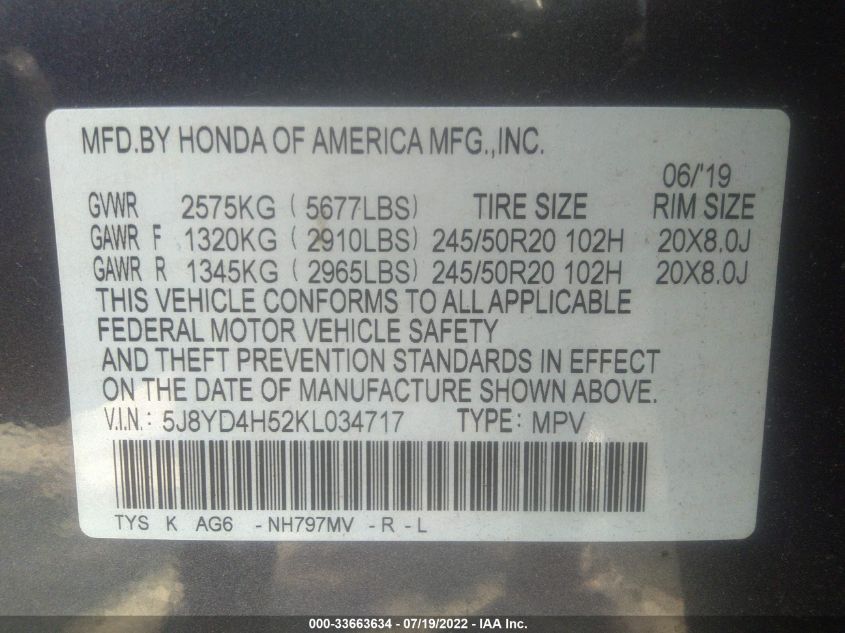 MFD.BY HONDA OF AMERICA MFG.,INC.
06/'19
GVWR 2575KG ( 5677LBS) TIRE SIZE RIM SIZE
GAWR F 1320KG ( 2910LBS) 245/50R20 102H 20X8.0J
GAWR R 1345KG ( 2965LBS) 245/50R20 102H 20X8.0J
THIS VEHICLE CONFORMS TO ALL APPLICABLE
FEDERAL MOTOR VEHICLE SAFETY
AND THEFT PREVENTION STANDARDS IN EFFECT
ON THE DATE OF MANUFACTURE SHOWN ABOVE.
V.I.N.: 5J8YD4H52KL034717 TYPE: MPV
TYS K AG6 -NH797MV -R -L
000-33663634 - 07/19/2022 - IAA Inc.